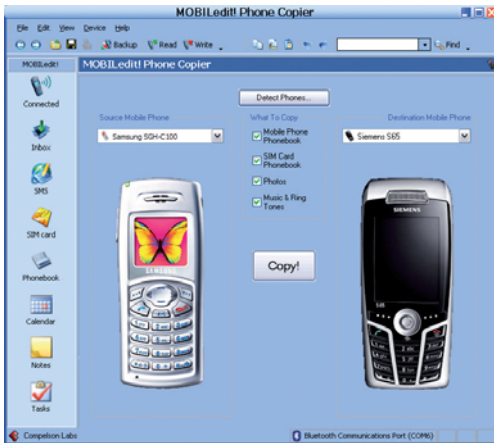 MOBILedit! Phone Copier
File Edit View Device Help
Backup Read Write Find
MOBILedit!
MOBILedit! Phone Copier
Connected
Inbox
SMS
SIM card
Phonebook
Calendar
Notes
Tasks
Detect Phones...
Source Mobile Phone
Samsung SGH-C100
What To Copy
Mobile Phone
Phonebook
SIM Card
Phonebook
Photos
Music & Ring
Tones
Copy!
Destination Mobile Phone
Siemens S65
SAMSUNG
SIEMENS
S65
Compelson Labs
Bluetooth Communications Port (COM6)